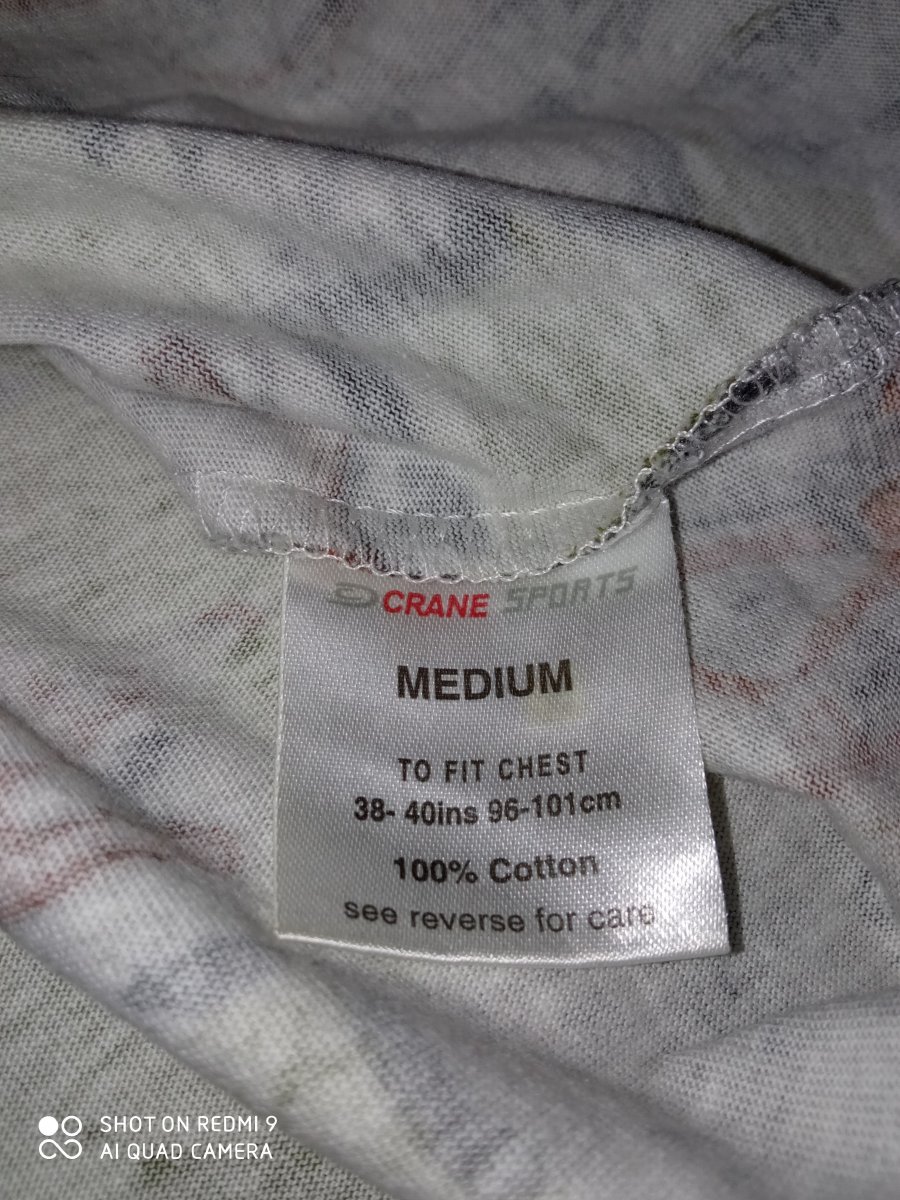 CRANE SPORTS
MEDIUM
TO FIT CHEST
38- 40ins 96-101cm
100% Cotton
see reverse for care
SHOT ON REDMI 9
AI QUAD CAMERA